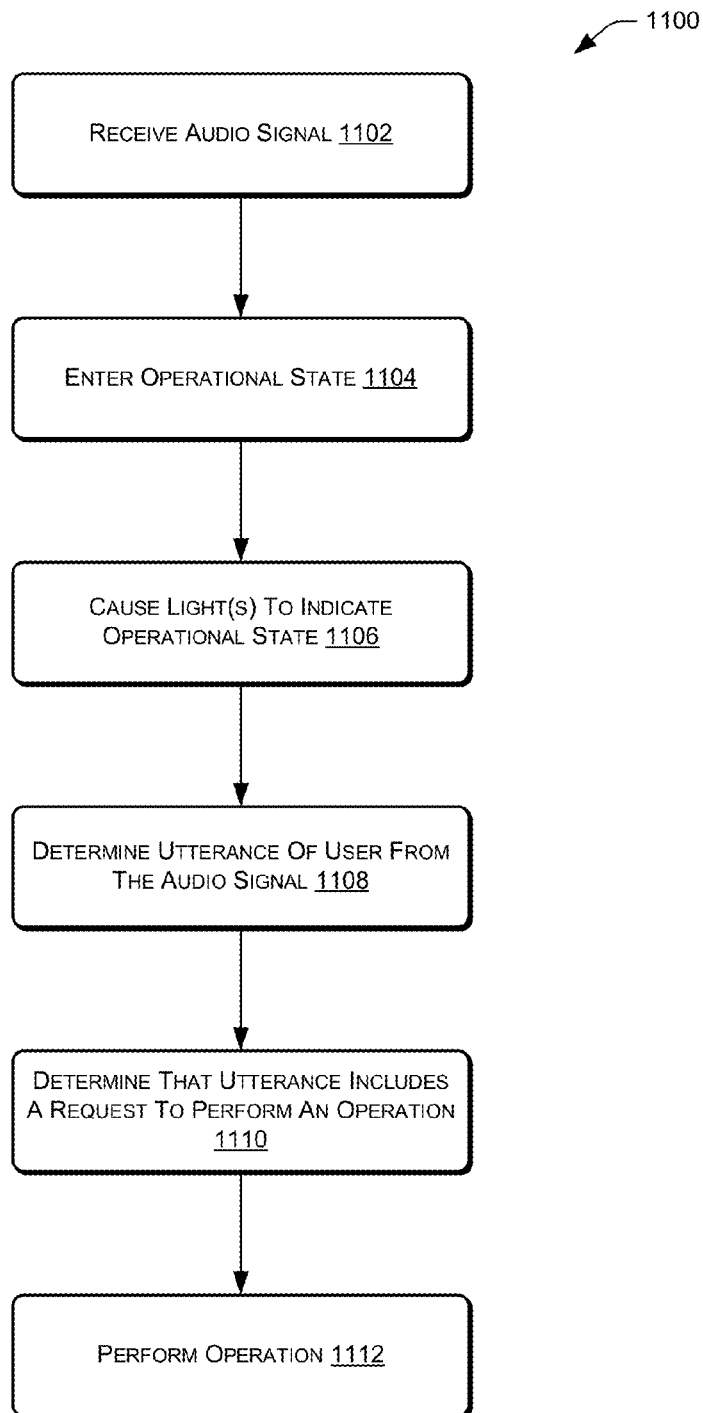 1100
RECEIVE AUDIO SIGNAL 1102
ENTER OPERATIONAL STATE 1104
CAUSE LIGHT(S) TO INDICATE
OPERATIONAL STATE 1106
DETERMINE UTTERANCE OF USER FROM
THE AUDIO SIGNAL 1108
DETERMINE THAT UTTERANCE INCLUDES
A REQUEST TO PERFORM AN OPERATION
1110
PERFORM OPERATION 1112